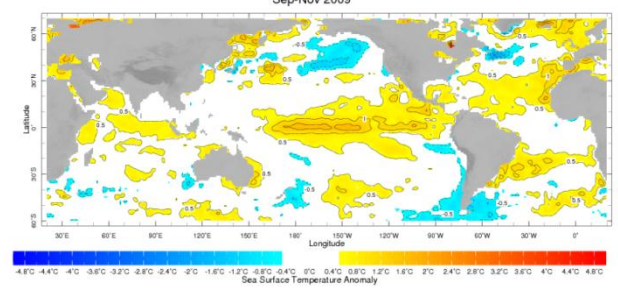 Sep-Nov 2009
60°N
30°N
0°
30°S
60°S
Latitude
30°E 60°E 90°E 120°E 150°E 180° 150°W 120°W 90°W 60°W 30°W 0°
Longitude
-4.8°C -4.4°C -4°C -3.6°C -3.2°C -2.8°C -2.4°C -2°C -1.6°C -1.2°C -0.8°C -0.4°C 0°C 0.4°C 0.8°C 1.2°C 1.6°C 2°C 2.4°C 2.8°C 3.2°C 3.6°C 4°C 4.4°C 4.8°C
Sea Surface Temperature Anomaly